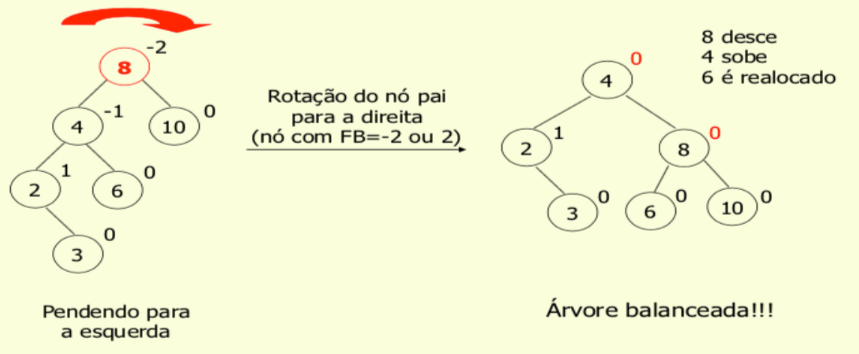 -2
8
-1
0
4
10
1
0
2
6
0
3
Pendendo para
a esquerda
Rotação do nó pai
para a direita
(nó com FB=-2 ou 2)
8 desce
4 sobe
6 é realocado
0
4
1
0
2
8
0
0
0
3
6
10
Árvore balanceada!!!